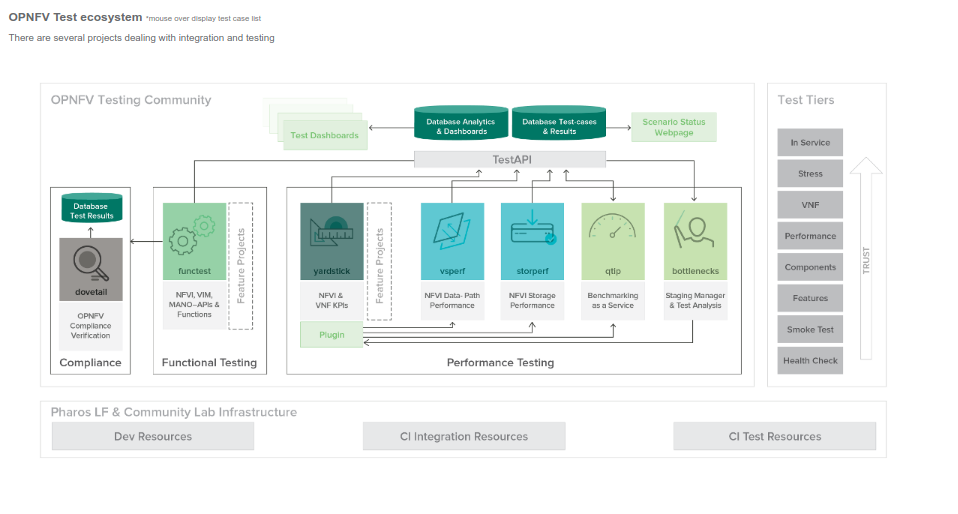 OPNFV Test ecosystem *mouse over display test case list
There are several projects dealing with integration and testing
OPNFV Testing Community
Test Dashboards
Database Analytics
& Dashboards
Database Test-cases
& Results
Scenario Status
Webpage
TestAPI
Database
Test Results
dovetail
OPNFV
Compliance
Verification
Compliance
functest
NFVI, VIM,
MANO-APIs &
Functions
Feature Projects
Functional Testing
yardstick
NFVI &
VNF KPIs
Feature Projects
Plugin
vsperf
NFVI Data- Path
Performance
storperf
NFVI Storage
Performance
qtip
Benchmarking
as a Service
bottlenecks
Staging Manager
& Test Analysis
Performance Testing
Test Tiers
In Service
Stress
VNF
Performance
Components
Features
Smoke Test
Health Check
TRUST
Pharos LF & Community Lab Infrastructure
Dev Resources
CI Integration Resources
CI Test Resources